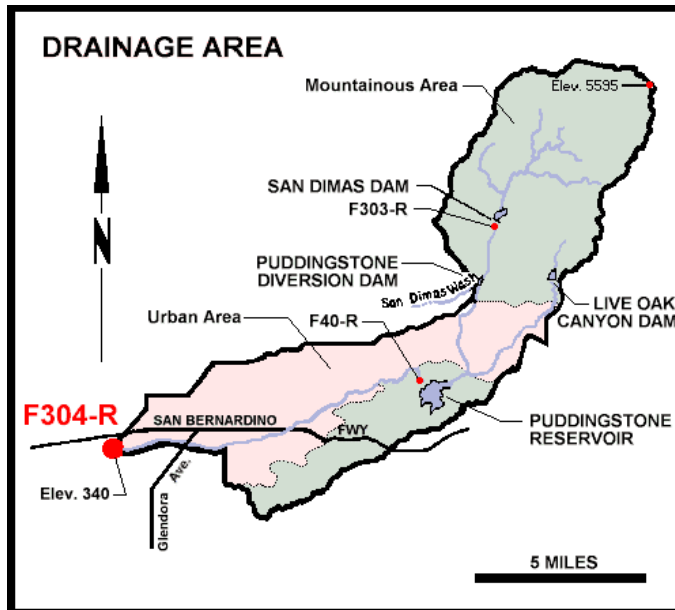 DRAINAGE AREA
Mountainous Area
Elev. 5595
SAN DIMAS DAM
F303-R
N
PUDDINGSTONE
DIVERSION DAM
San Dimas Wash
LIVE OAK
CANYON DAM
Urban Area
F40-R
F304-R
SAN BERNARDINO
FWY
PUDDINGSTONE
RESERVOIR
Elev. 340
Glendora
Ave.
5 MILES